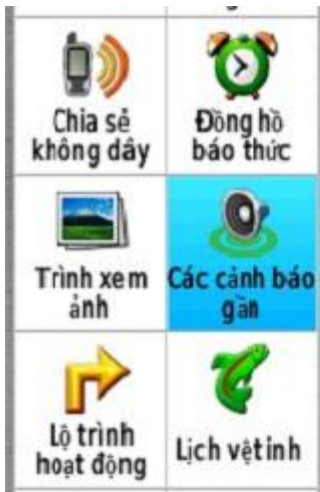 Chia sẻ
không dây
Đồng hồ
báo thức
Trình xem
ảnh
Các cảnh báo
gần
Lộ trình
hoạt động
Lịch vệ tinh